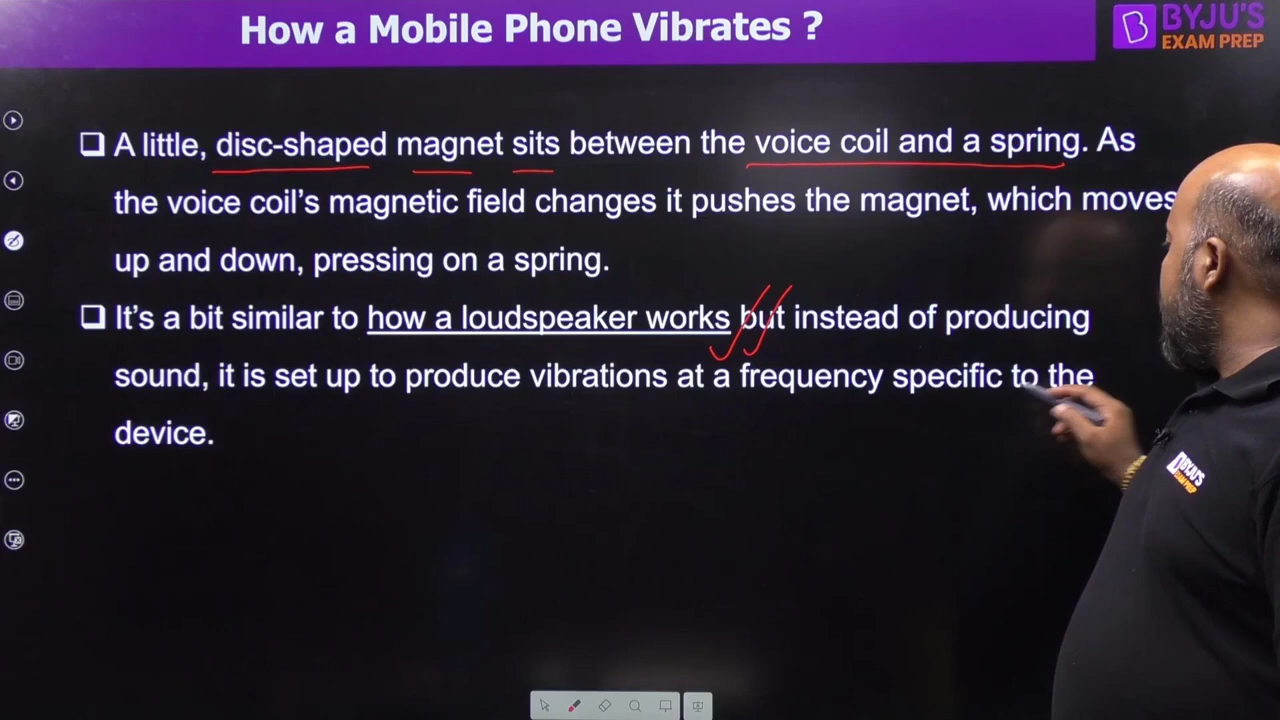 How a Mobile Phone Vibrates ?
BYJU'S
EXAM PREP
A little, disc-shaped magnet sits between the voice coil and a spring. As
the voice coil's magnetic field changes it pushes the magnet, which moves
up and down, pressing on a spring.
It's a bit similar to how a loudspeaker works but instead of producing
sound, it is set up to produce vibrations at a frequency specific to the
device.
BYJU'S
EXAM PREP